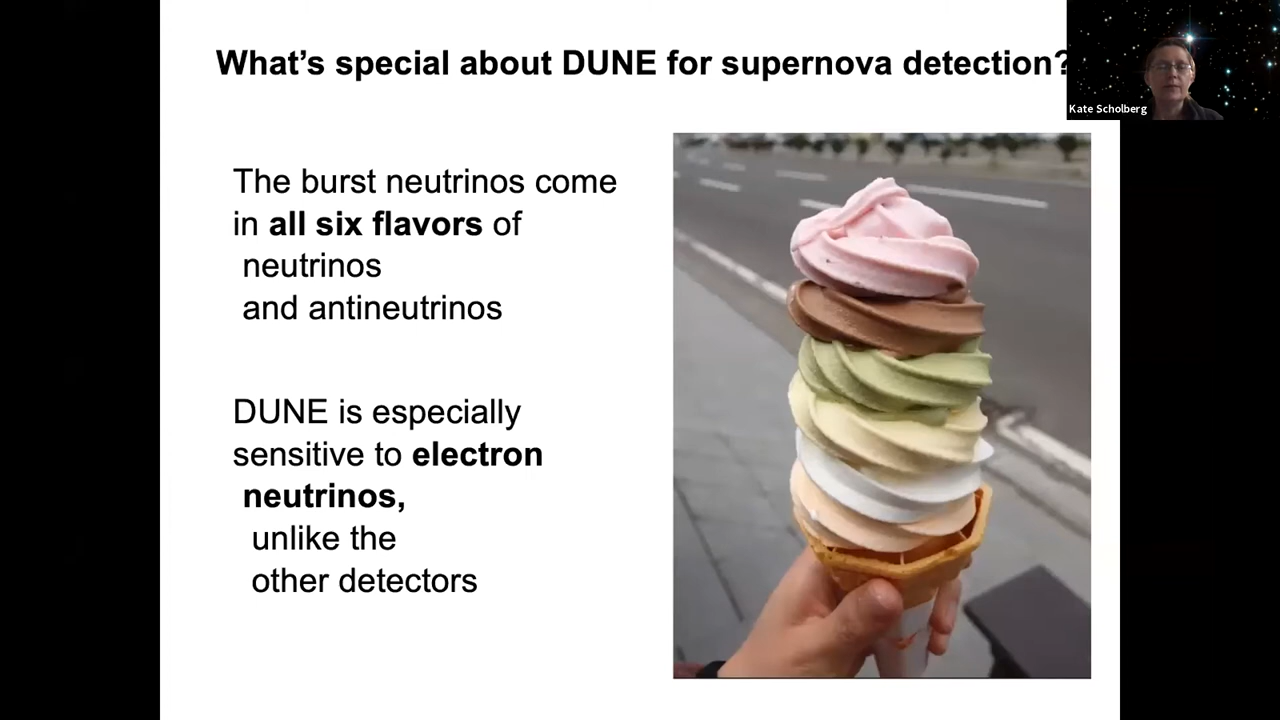 What's special about DUNE for supernova detection?
Kate Scholberg
The burst neutrinos come
in all six flavors of
neutrinos
and antineutrinos
DUNE is especially
sensitive to electron
neutrinos,
unlike the
other detectors